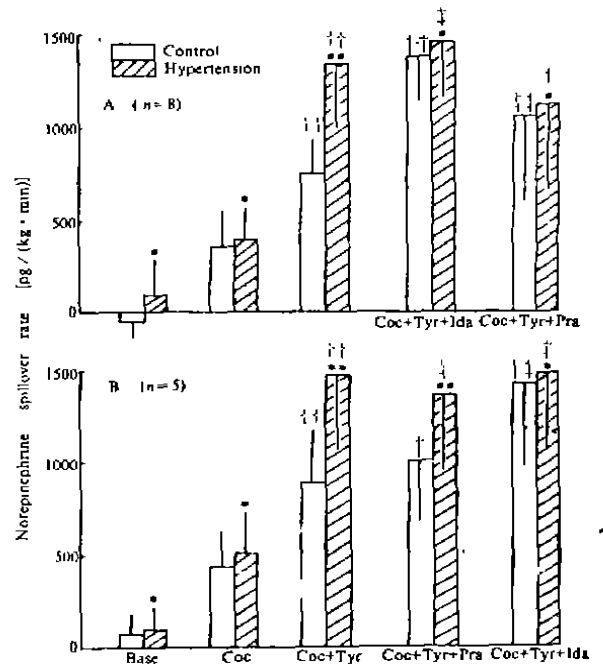 1500
Control
Hypertension
A (n=8)
1000
500
0
Coc+Tyr+Ida Coc+Tyr+Pra
Norepinephrine spillover rate [pg / (kg · min)]
1500
B (n=5)
1000
500
0
Base Coc Coc+Tyr Coc+Tyr+Pra Coc+Tyr+Ida